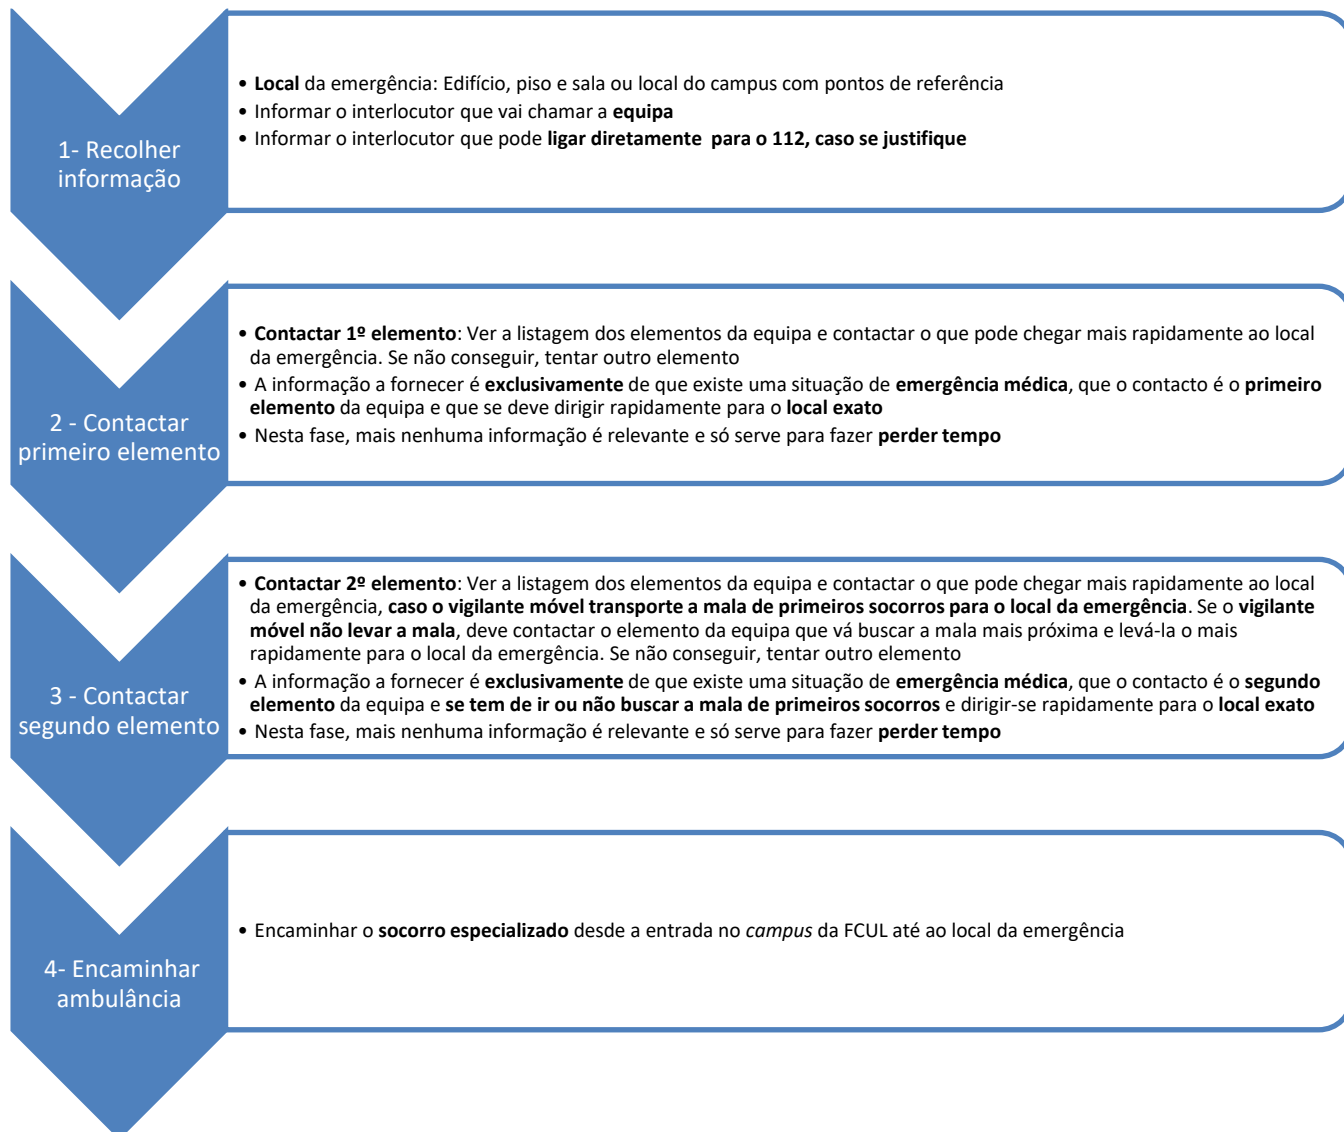 1- Recolher
informação
• Local da emergência: Edifício, piso e sala ou local do campus com pontos de referência
• Informar o interlocutor que vai chamar a equipa
• Informar o interlocutor que pode ligar diretamente  para o 112, caso se justifique
2 - Contactar
primeiro elemento
• Contactar 1º elemento: Ver a listagem dos elementos da equipa e contactar o que pode chegar mais rapidamente ao local
da emergência. Se não conseguir, tentar outro elemento
• A informação a fornecer é exclusivamente de que existe uma situação de emergência médica, que o contacto é o primeiro
elemento da equipa e que se deve dirigir rapidamente para o local exato
• Nesta fase, mais nenhuma informação é relevante e só serve para fazer perder tempo
3 - Contactar
segundo elemento
• Contactar 2º elemento: Ver a listagem dos elementos da equipa e contactar o que pode chegar mais rapidamente ao local
da emergência, caso o vigilante móvel transporte a mala de primeiros socorros para o local da emergência. Se o vigilante
móvel não levar a mala, deve contactar o elemento da equipa que vá buscar a mala mais próxima e levá-la o mais
rapidamente para o local da emergência. Se não conseguir, tentar outro elemento
• A informação a fornecer é exclusivamente de que existe uma situação de emergência médica, que o contacto é o segundo
elemento da equipa e se tem de ir ou não buscar a mala de primeiros socorros e dirigir-se rapidamente para o local exato
• Nesta fase, mais nenhuma informação é relevante e só serve para fazer perder tempo
4- Encaminhar
ambulância
• Encaminhar o socorro especializado desde a entrada no campus da FCUL até ao local da emergência